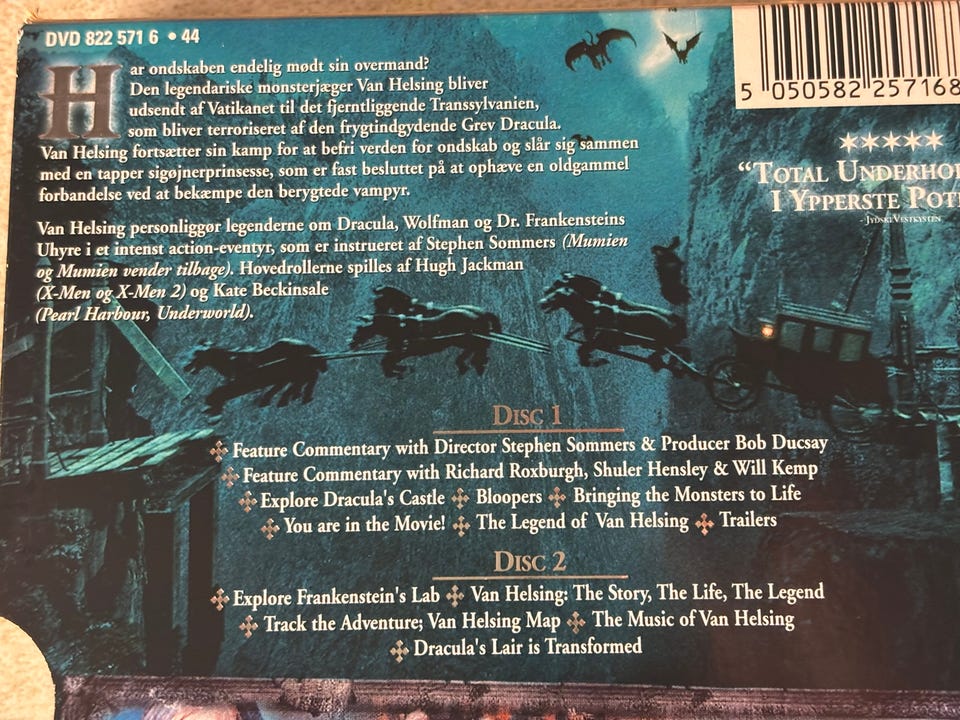 DVD 822 571 6 • 44
Har ondskaben endelig mødt sin overmand?
Den legendariske monsterjæger Van Helsing bliver
udsendt af Vatikanet til det fjerntliggende Transsylvanien,
som bliver terroriseret af den frygtindgydende Grev Dracula.
Van Helsing fortsætter sin kamp for at befri verden for ondskab og slår sig sammen
med en tapper sigøjnerprinsesse, som er fast besluttet på at ophæve en oldgammel
forbandelse ved at bekæmpe den berygtede vampyr.
Van Helsing personliggør legenderne om Dracula, Wolfman og Dr. Frankensteins
Uhyre i et intenst action-eventyr, som er instrueret af Stephen Sommers (Mumien
og Mumien vender tilbage). Hovedrollerne spilles af Hugh Jackman
(X-Men og X-Men 2) og Kate Beckinsale
(Pearl Harbour, Underworld).
5 050582 257168
"TOTAL UNDERHO
I YPPERSTE POT
- JYDSKEVESTKYSTEN
DISC 1
Feature Commentary with Director Stephen Sommers & Producer Bob Ducsay
Feature Commentary with Richard Roxburgh, Shuler Hensley & Will Kemp
Explore Dracula's Castle Bloopers Bringing the Monsters to Life
You are in the Movie! The Legend of Van Helsing Trailers
DISC 2
Explore Frankenstein's Lab Van Helsing: The Story, The Life, The Legend
Track the Adventure; Van Helsing Map The Music of Van Helsing
Dracula's Lair is Transformed